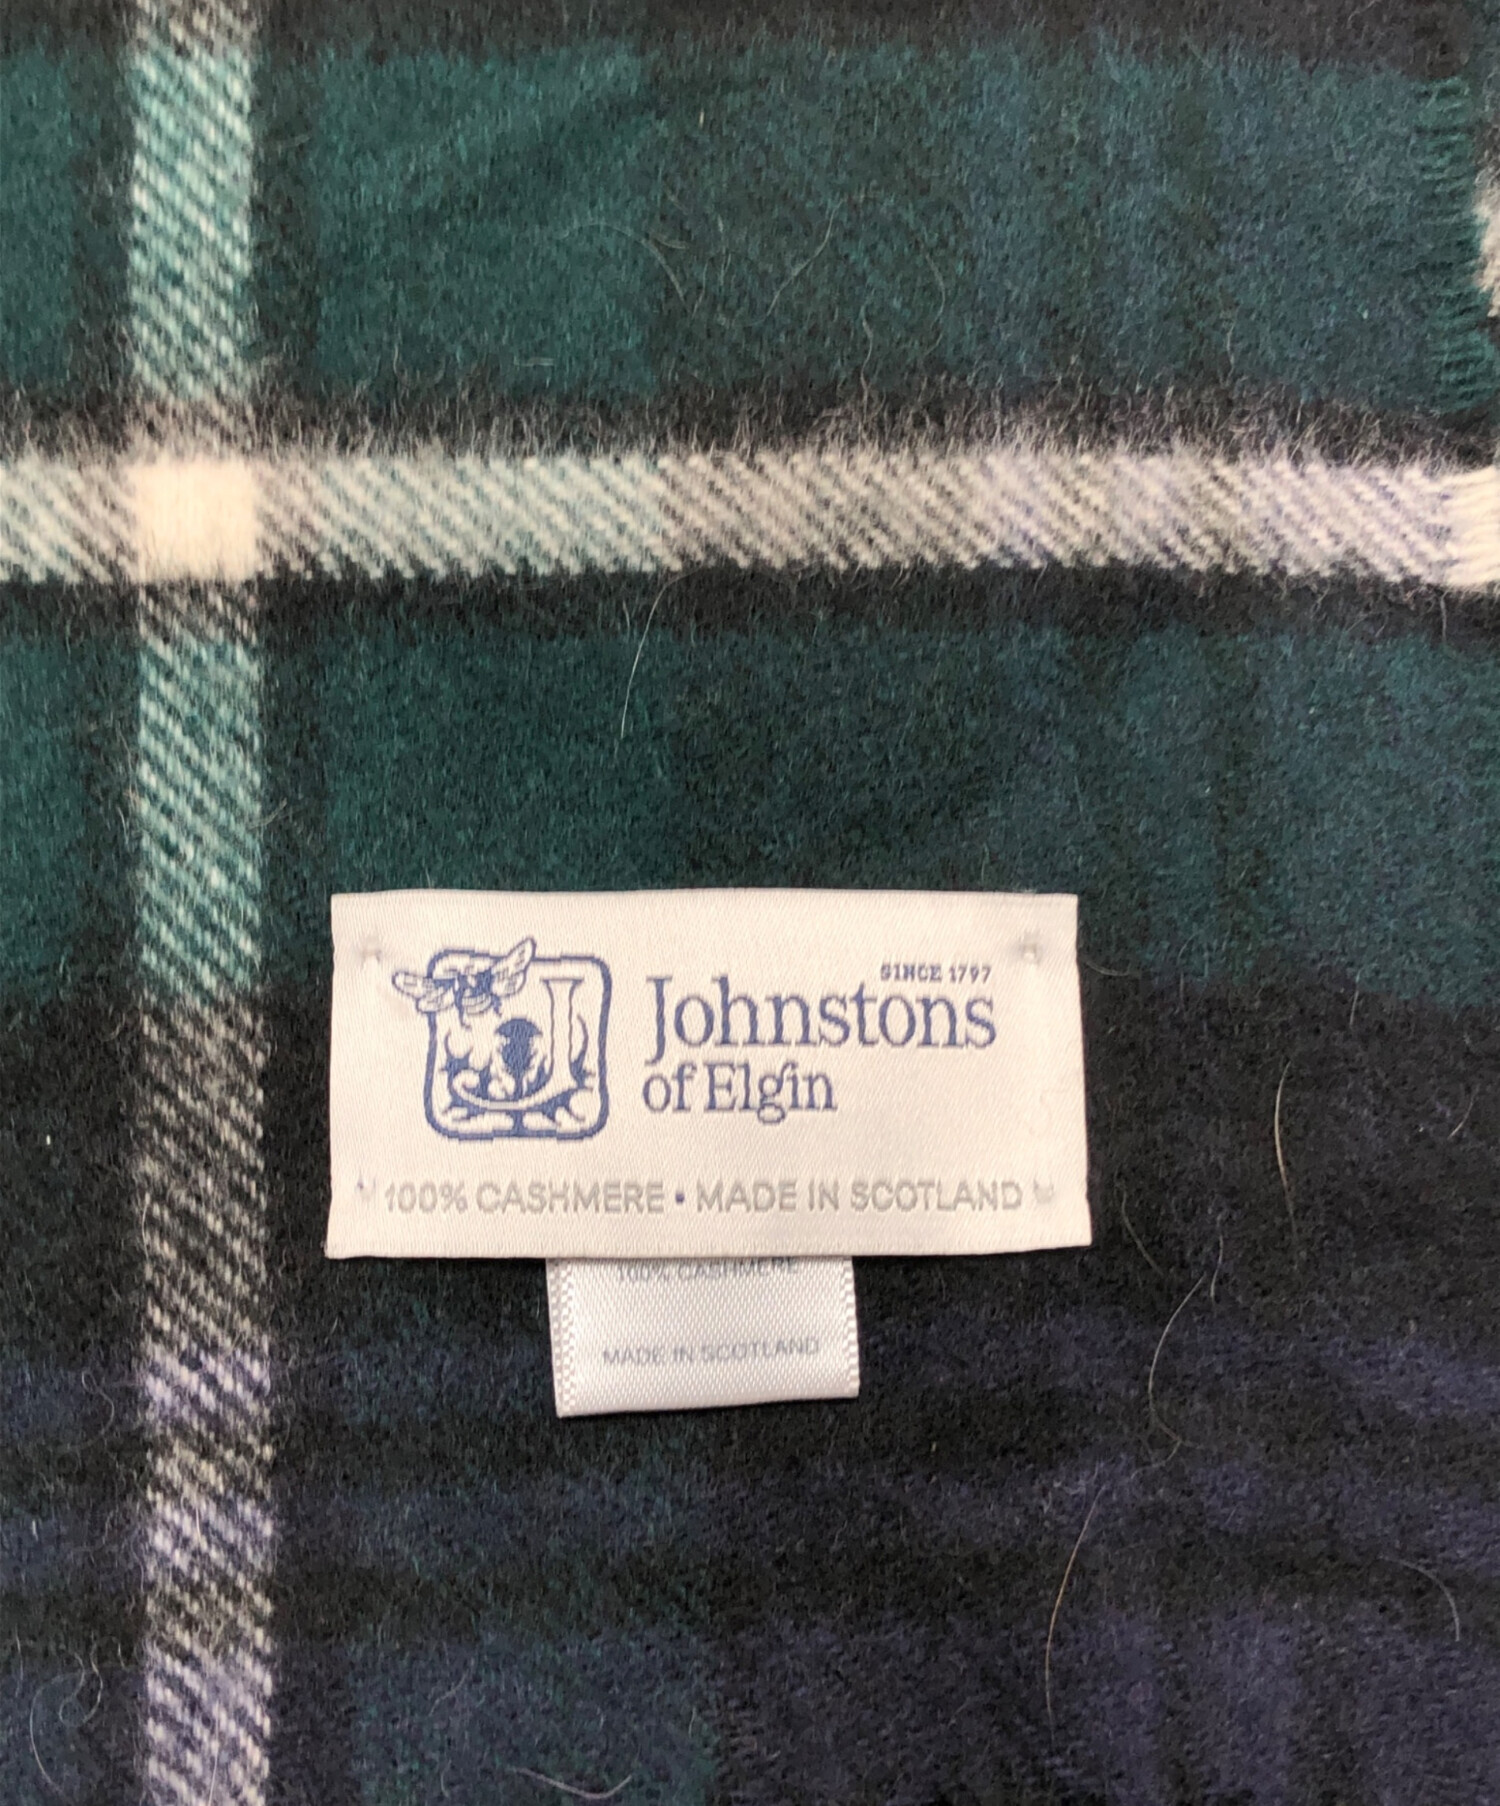 SINCE 1797
Johnstons
of Elgin
100% CASHMERE • MADE IN SCOTLAND
100% CASHMERE
MADE IN SCOTLAND